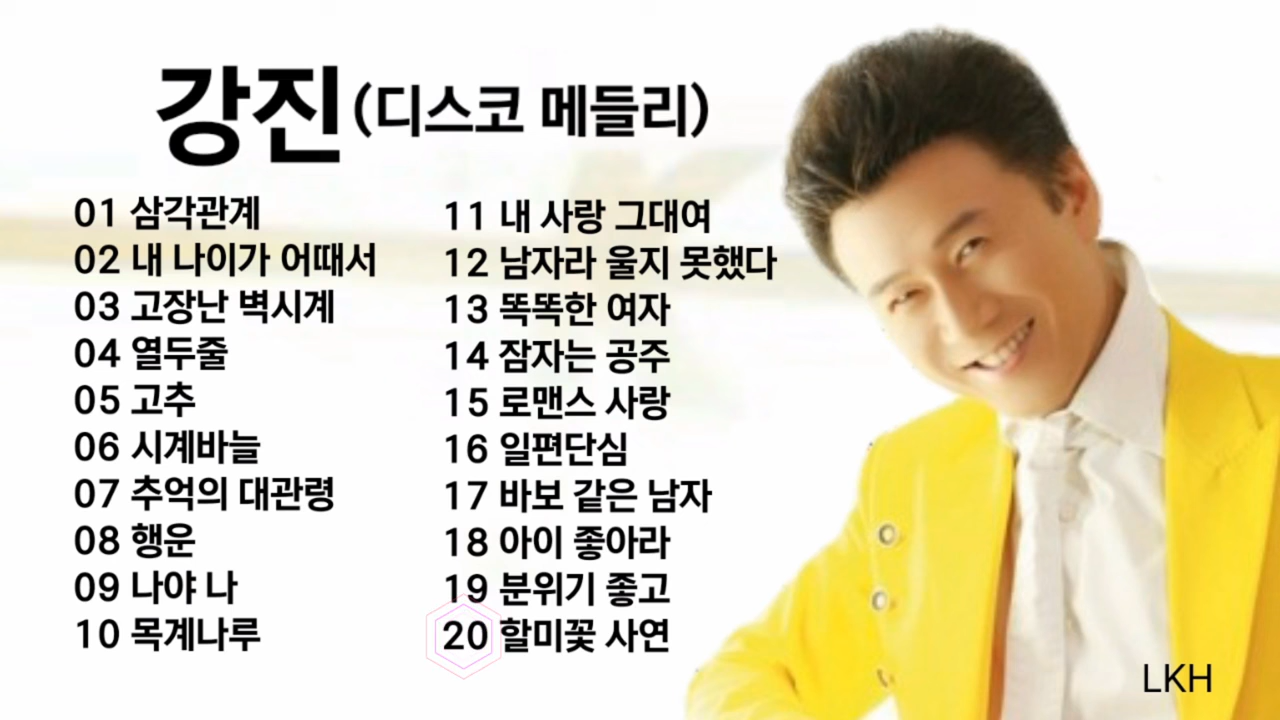 강진(디스코 메들리)
01 삼각관계
02 내 나이가 어때서
03 고장난 벽시계
04 열두줄
05 고추
06 시계바늘
07 추억의 대관령
08 행운
09 나야 나
10 목계나루
11 내 사랑 그대여
12 남자라 울지 못했다
13 똑똑한 여자
14 잠자는 공주
15 로맨스 사랑
16 일편단심
17 바보 같은 남자
18 아이 좋아라
19 분위기 좋고
20 할미꽃 사연
LKH